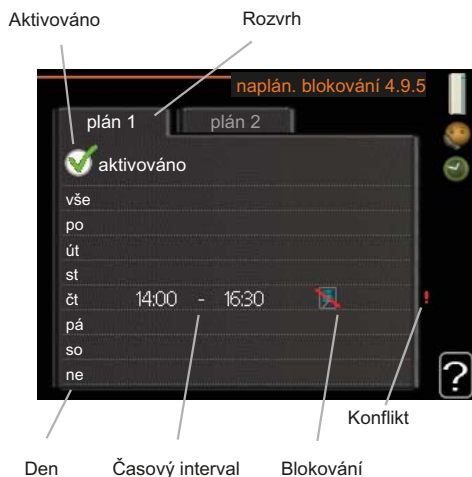 Aktivováno Rozvrh
naplán. blokování 4.9.5
plán 1 plán 2
aktivováno
vše
po
út
st
čt 14:00 - 16:30 !
pá
so
ne
?
Konflikt
Den Časový interval Blokování